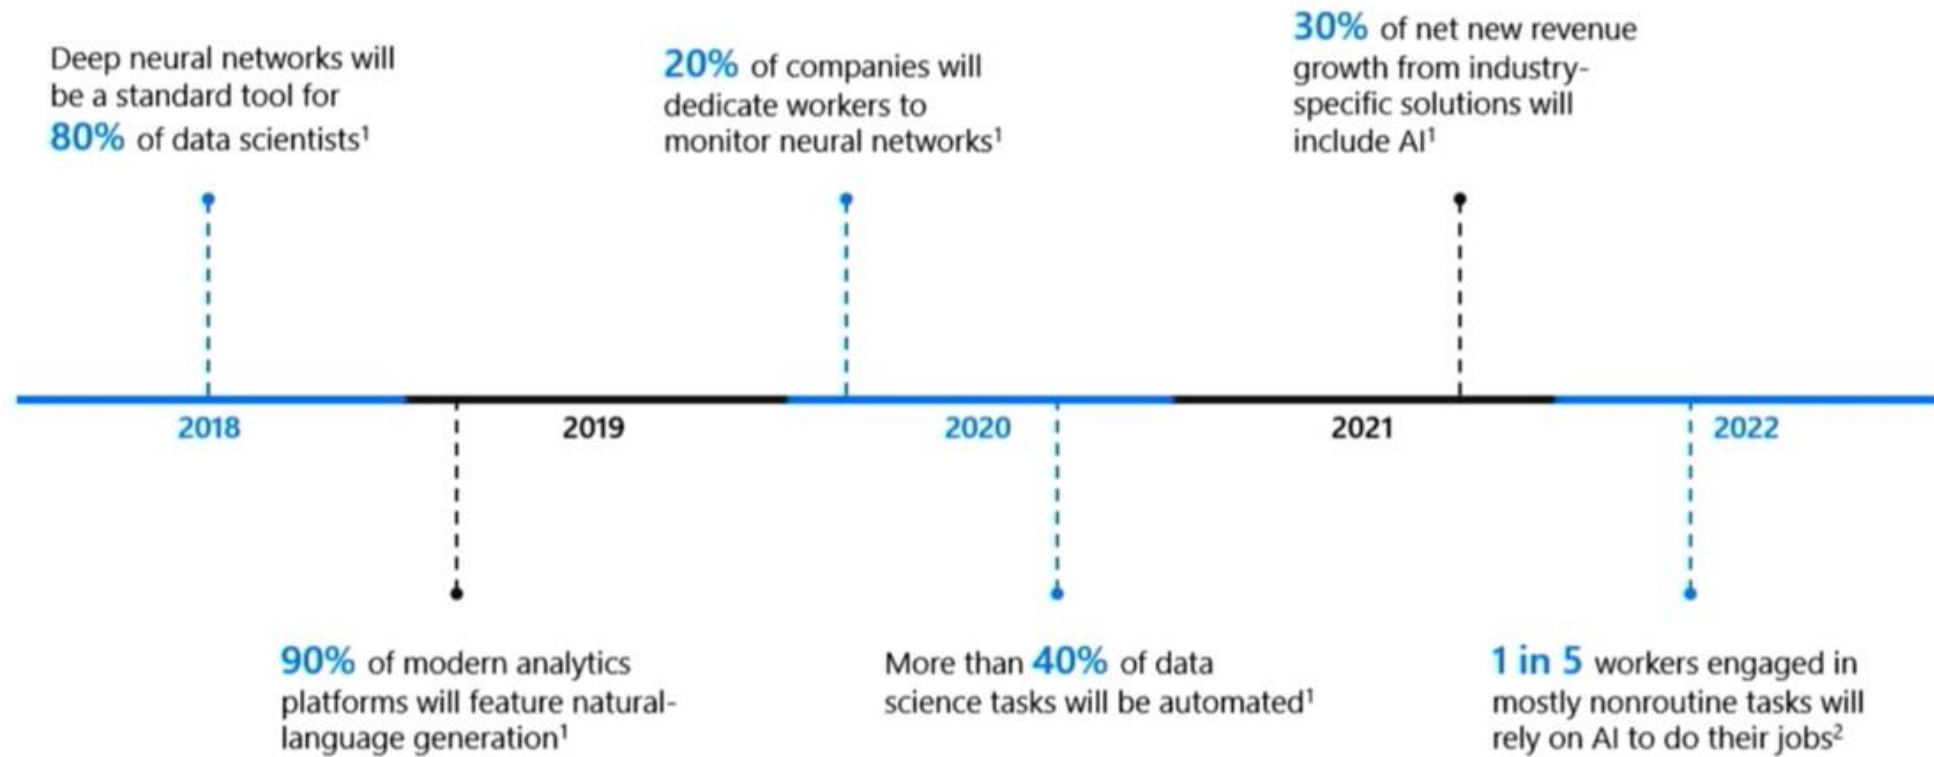 Deep neural networks will
be a standard tool for
80% of data scientists¹
20% of companies will
dedicate workers to
monitor neural networks¹
30% of net new revenue
growth from industry-
specific solutions will
include AI¹
2018
2019
2020
2021
2022
90% of modern analytics
platforms will feature natural-
language generation¹
More than 40% of data
science tasks will be automated¹
1 in 5 workers engaged in
mostly nonroutine tasks will
rely on AI to do their jobs²